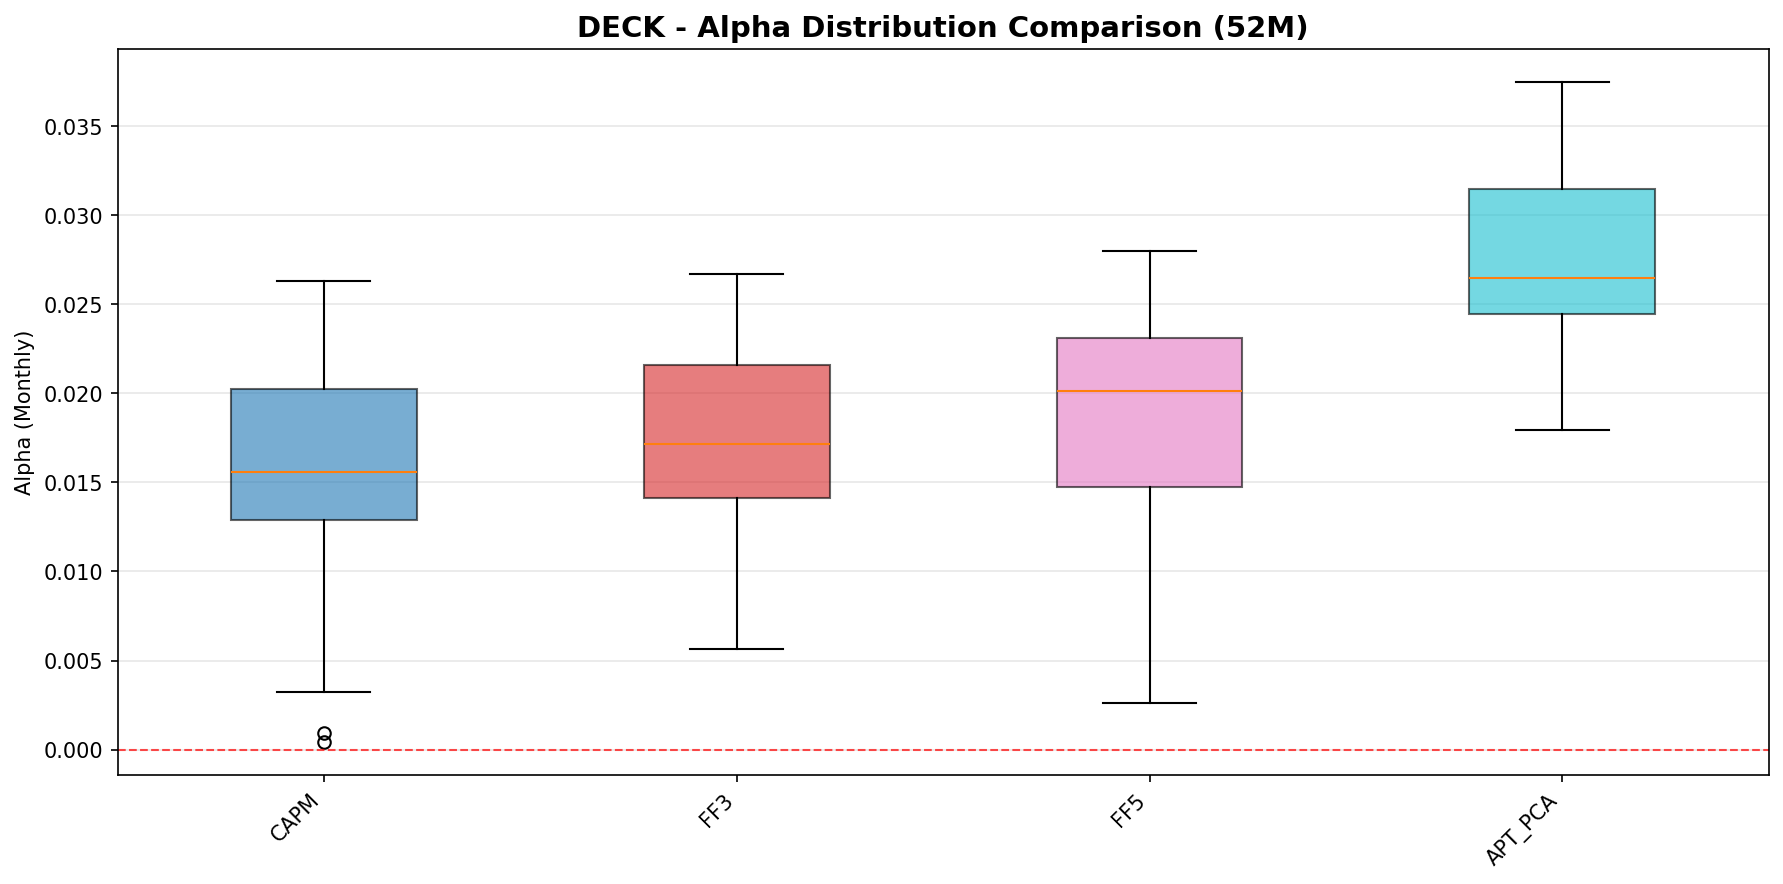 DECK - Alpha Distribution Comparison (52M)
Alpha (Monthly)
0.035
0.030
0.025
0.020
0.015
0.010
0.005
0.000
CAPM
FF3
FF5
APT_PCA